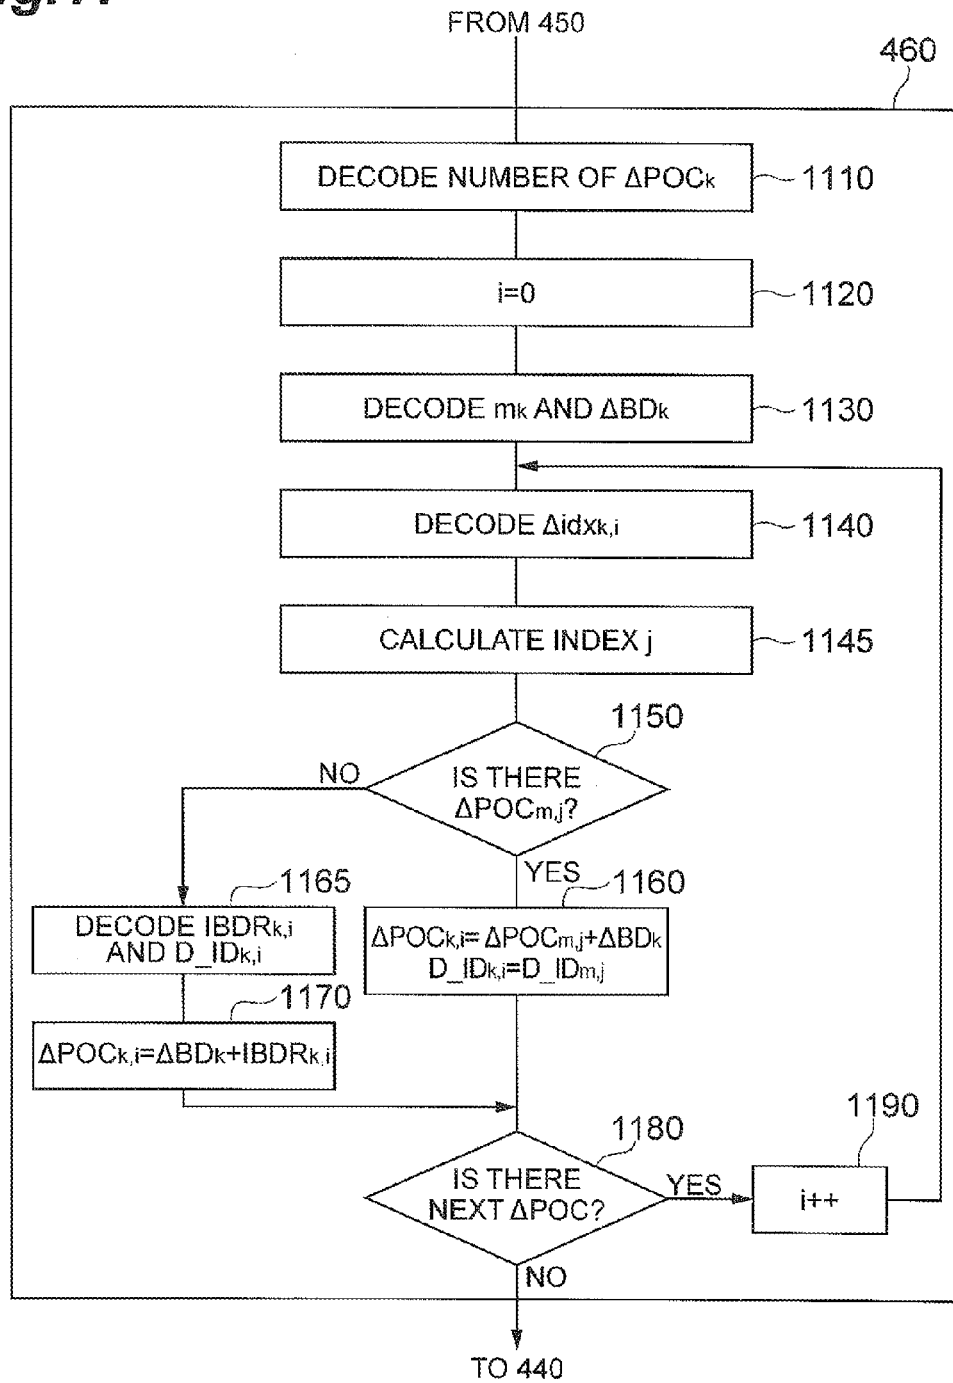 FROM 450
460
DECODE NUMBER OF ΔPOCk
1110
i=0
1120
DECODE mk AND ΔBDk
1130
DECODE Δidxk,i
1140
CALCULATE INDEX j
1145
1150
IS THERE
ΔPOCm,j?
NO
YES
1165
DECODE IBDRk,i
AND D_IDk,i
1160
ΔPOCk,i= ΔPOCm,j+ΔBDk
D_IDk,i=D_IDm,j
1170
ΔPOCk,i=ΔBDk+IBDRk,i
1180
IS THERE
NEXT ΔPOC?
YES
1190
i++
NO
TO 440